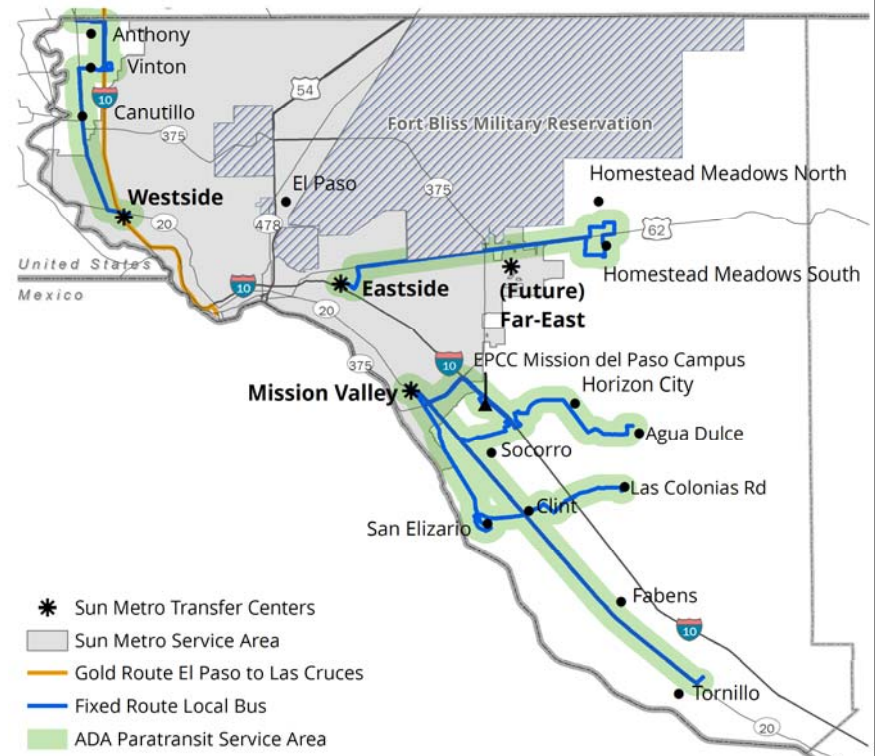 Anthony
Vinton
10
54
Canutillo
375
Fort Bliss Military Reservation
Homestead Meadows North
El Paso
375
Westside
20
478
62
United States
Mexico
Homestead Meadows South
10
Eastside
(Future)
Far-East
20
375
10
EPCC Mission del Paso Campus
Mission Valley
Horizon City
Agua Dulce
Socorro
Las Colonias Rd
Clint
San Elizario
Fabens
10
Tornillo
20
Sun Metro Transfer Centers
Sun Metro Service Area
Gold Route El Paso to Las Cruces
Fixed Route Local Bus
ADA Paratransit Service Area